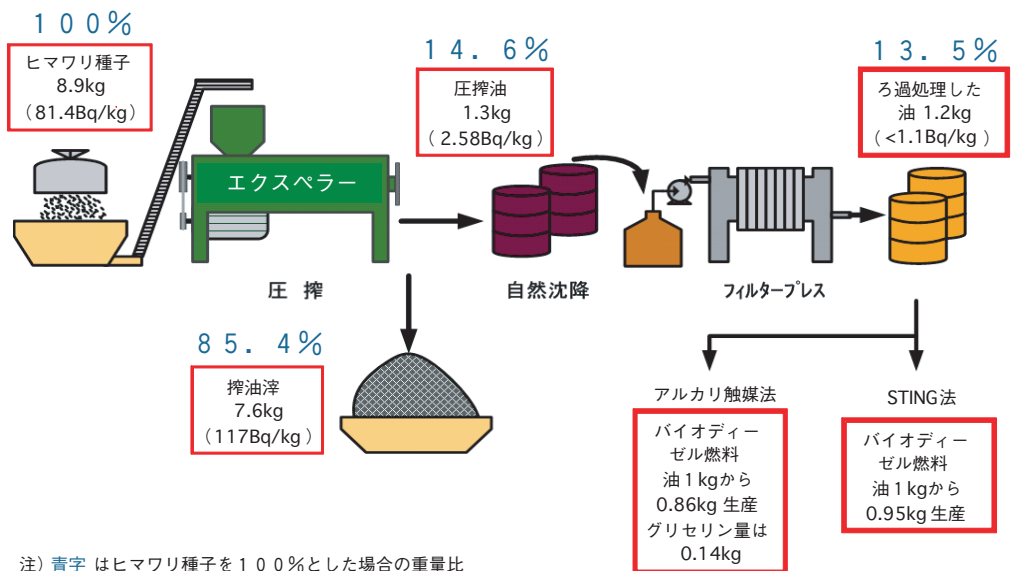 １００％
ヒマワリ種子
8.9kg
（81.4Bq/kg）
１４．６％
圧搾油
1.3kg
（2.58Bq/kg）
１３．５％
ろ過処理した
油 1.2kg
（<1.1Bq/kg ）
エクスペラー
圧 搾
自然沈降
フィルタープレス
８５．４％
搾油滓
7.6kg
（117Bq/kg ）
アルカリ触媒法
バイオディー
ゼル燃料
油１kgから
0.86kg 生産
グリセリン量は
0.14kg
STING法
バイオディー
ゼル燃料
油１kgから
0.95kg 生産
注）青字 はヒマワリ種子を１００％とした場合の重量比